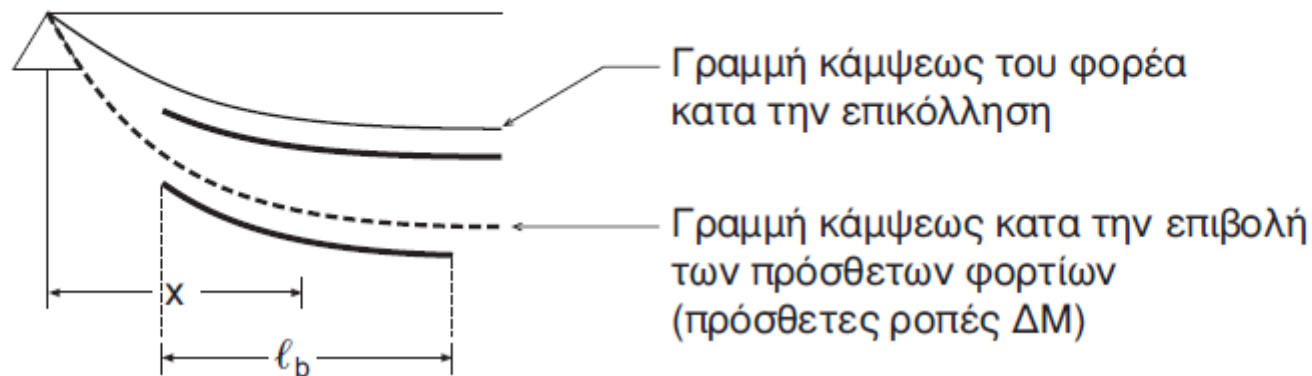 Γραμμή κάμψεως του φορέα
κατα την επικόλληση
Γραμμή κάμψεως κατα την επιβολή
των πρόσθετων φορτίων
(πρόσθετες ροπές ΔΜ)
x
ℓb